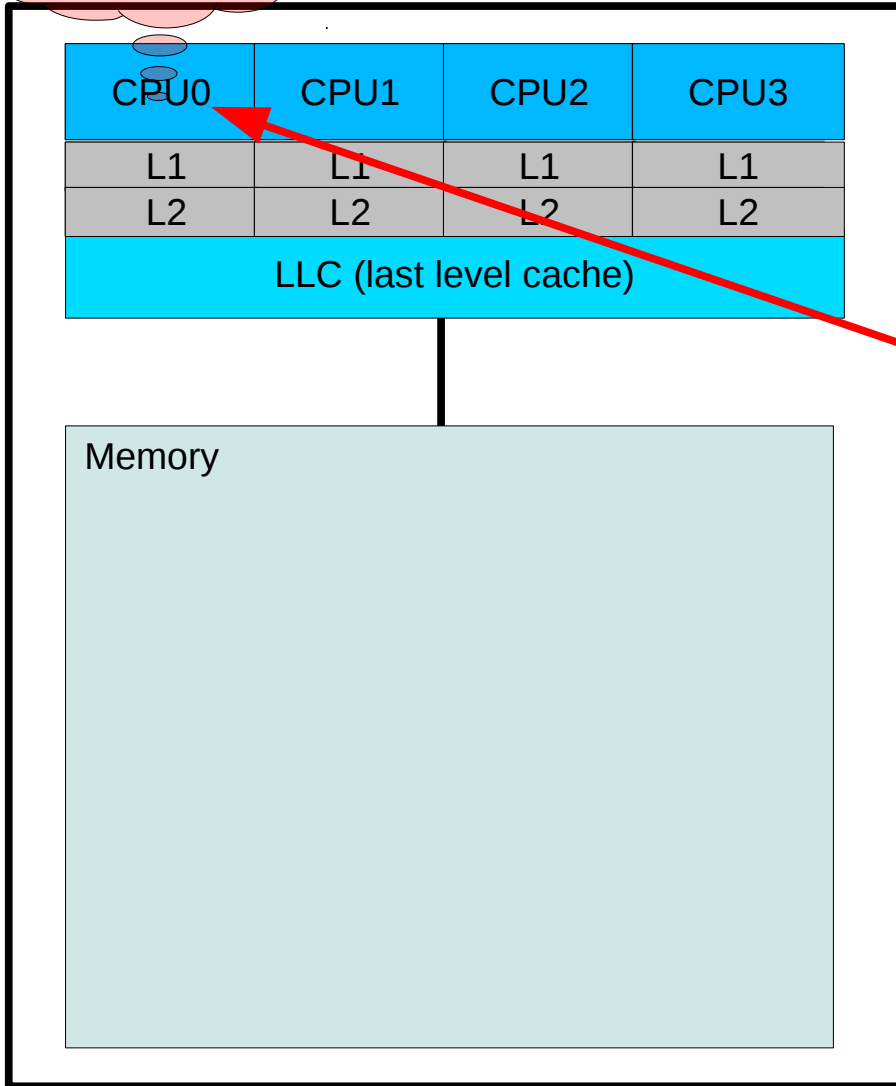 CPU0 CPU1 CPU2 CPU3
L1 L1 L1 L1
L2 L2 L2 L2
LLC (last level cache)
Memory